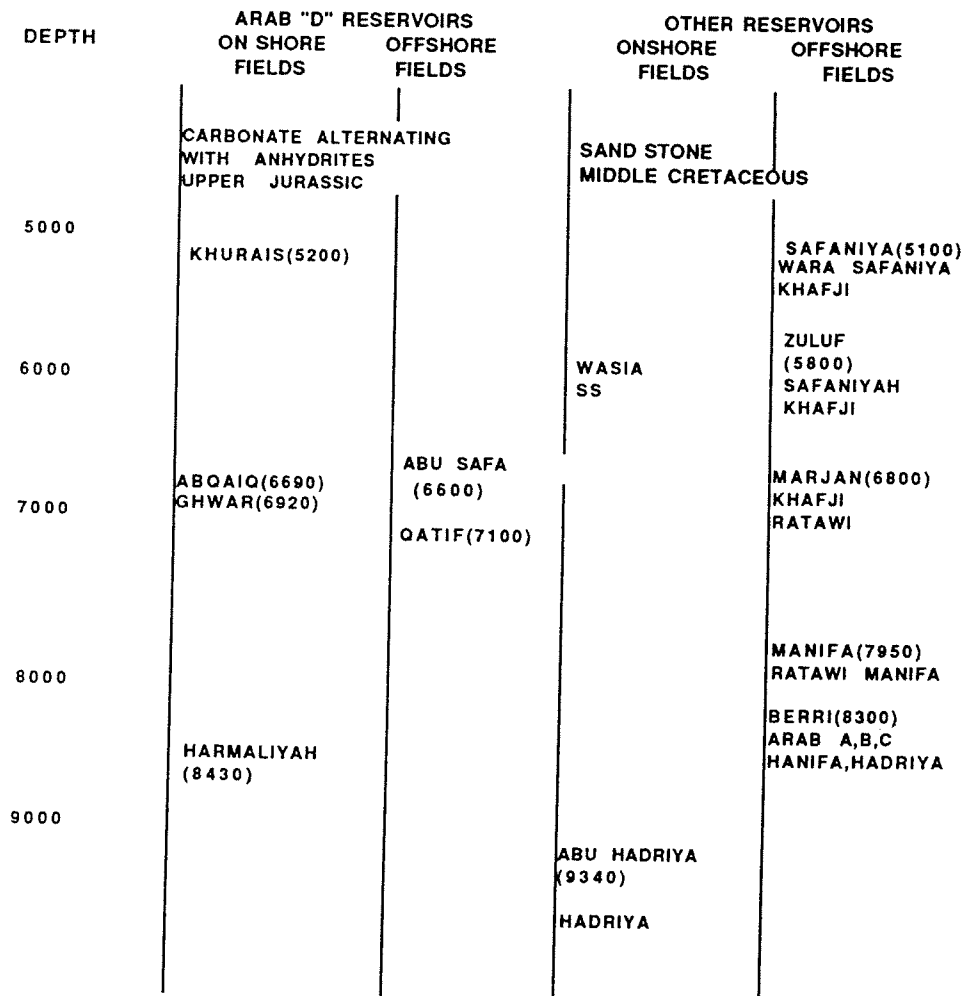 DEPTH
ARAB "D" RESERVOIRS
ON SHORE FIELDS
OFFSHORE FIELDS
OTHER RESERVOIRS
ONSHORE FIELDS
OFFSHORE FIELDS
CARBONATE ALTERNATING
WITH ANHYDRITES
UPPER JURASSIC
SAND STONE
MIDDLE CRETACEOUS
5000
KHURAIS(5200)
SAFANIYA(5100)
WARA SAFANIYA
KHAFJI
6000
WASIA
SS
ZULUF
(5800)
SAFANIYAH
KHAFJI
7000
ABQAIQ(6690)
GHWAR(6920)
ABU SAFA
(6600)
QATIF(7100)
MARJAN(6800)
KHAFJI
RATAWI
8000
MANIFA(7950)
RATAWI MANIFA
BERRI(8300)
ARAB A,B,C
HANIFA,HADRIYA
HARMALIYAH
(8430)
9000
ABU HADRIYA
(9340)
HADRIYA